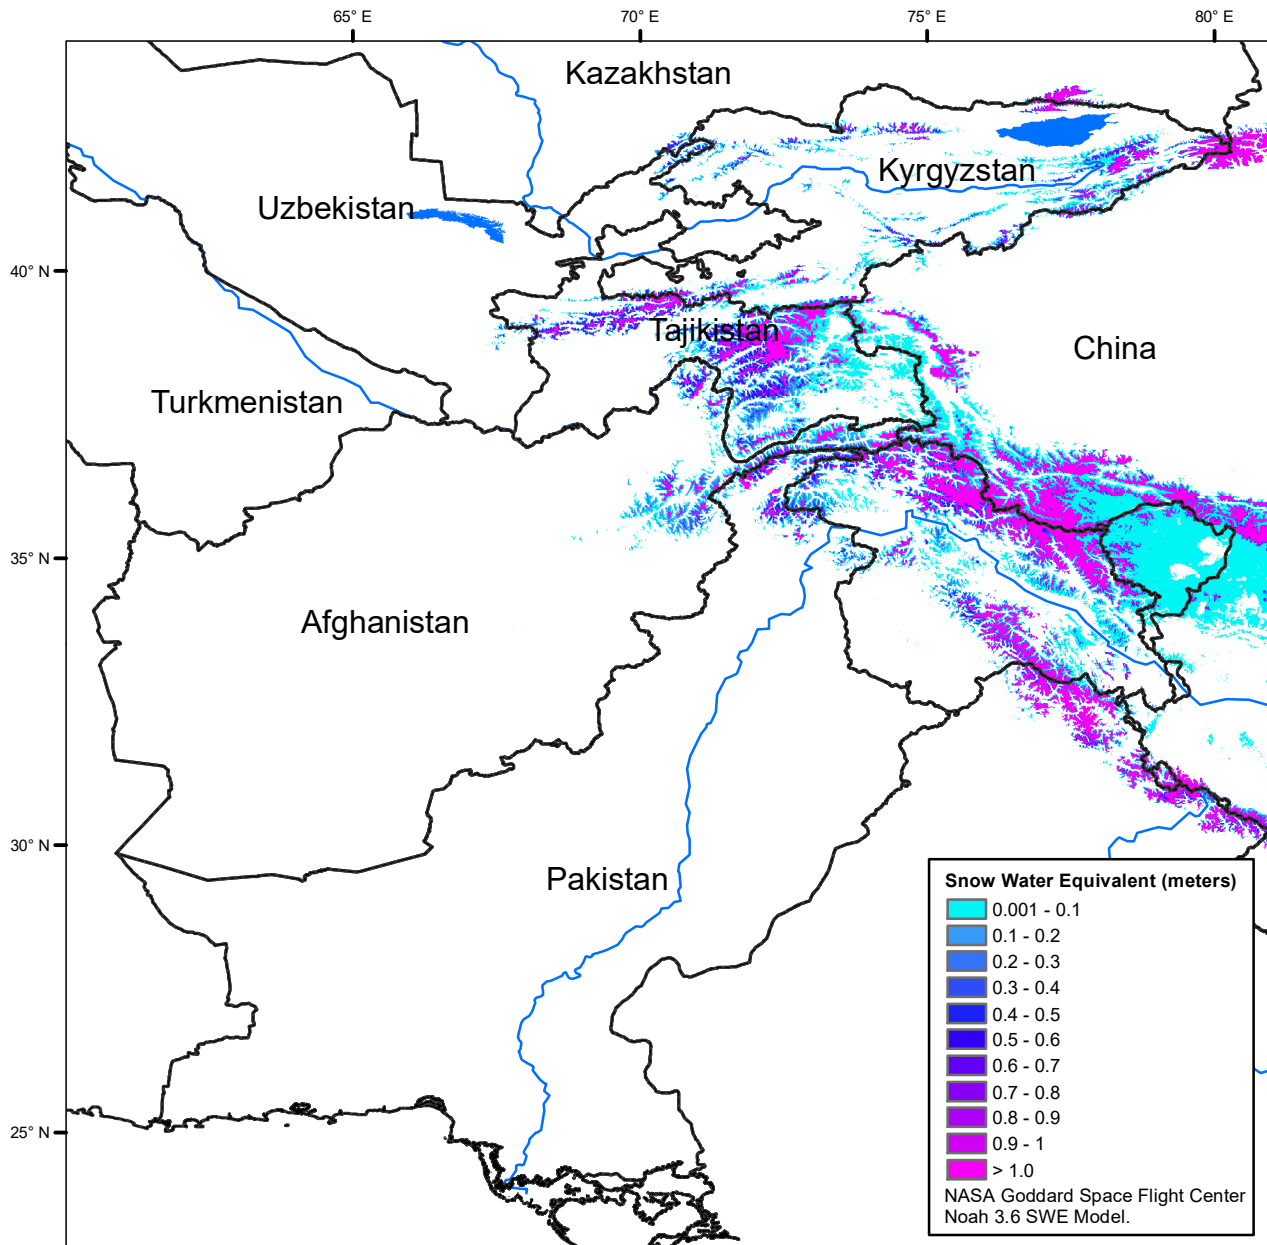 65° E
70° E
75° E
80° E
Kazakhstan
Kyrgyzstan
Uzbekistan
40° N
Tajikistan
China
Turkmenistan
35° N
Afghanistan
30° N
Pakistan
25° N
Snow Water Equivalent (meters)
0.001 - 0.1
0.1 - 0.2
0.2 - 0.3
0.3 - 0.4
0.4 - 0.5
0.5 - 0.6
0.6 - 0.7
0.7 - 0.8
0.8 - 0.9
0.9 - 1
> 1.0
NASA Goddard Space Flight Center
Noah 3.6 SWE Model.